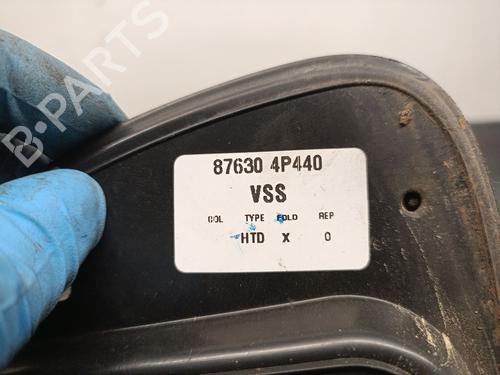 87630 4P440
VSS
COL TYPE FOLD REP
HTD X 0
B-PARTS